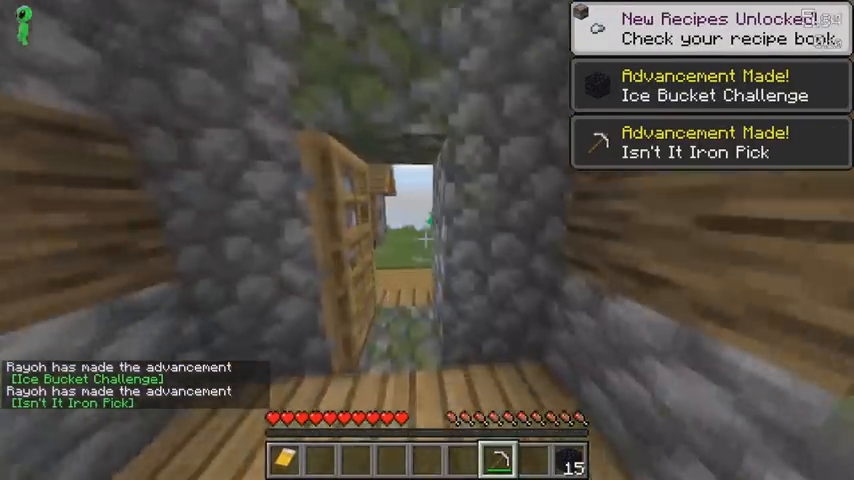 New Recipes Unlocked!
Check your recipe book
Advancement Made!
Ice Bucket Challenge
Advancement Made!
Isn't It Iron Pick
Rayoh has made the advancement
[Ice Bucket Challenge]
Rayoh has made the advancement
[Isn't It Iron Pick]
15